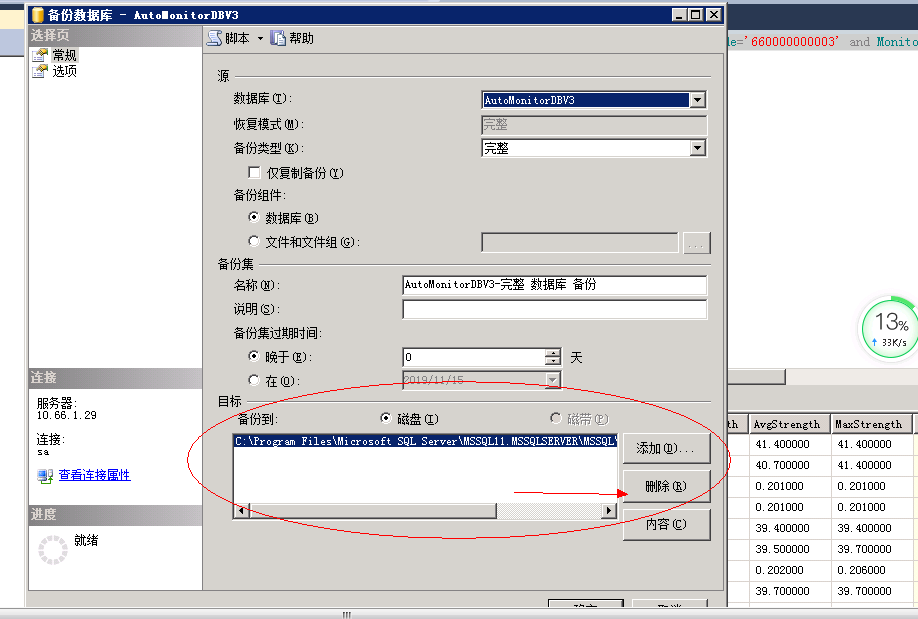 备份数据库 - AutoMonitorDBV3
选择页
常规
选项
脚本 帮助
源
数据库(T): AutoMonitorDBV3
恢复模式(M): 完整
备份类型(K): 完整
仅复制备份(Y)
备份组件:
数据库(B)
文件和文件组(G): ...
备份集
名称(N): AutoMonitorDBV3-完整 数据库 备份
说明(S):
备份集过期时间:
晚于(E): 0 天
在(O): 2019/11/15
目标
备份到: 磁盘(I) 磁带(P)
C:\Program Files\Microsoft SQL Server\MSSQL11.MSSQLSERVER\MSSQL\
添加(D)...
删除(R)
内容(C)
连接
服务器:
10.66.1.29
连接:
sa
查看连接属性
进度
就绪
le='660000000003' and Monito
13%
33K/s
th AvgStrength MaxStrength
41.400000 41.400000
40.700000 41.400000
0.201000 0.201000
0.201000 0.201000
39.400000 39.400000
39.500000 39.700000
0.202000 0.206000
39.700000 39.700000